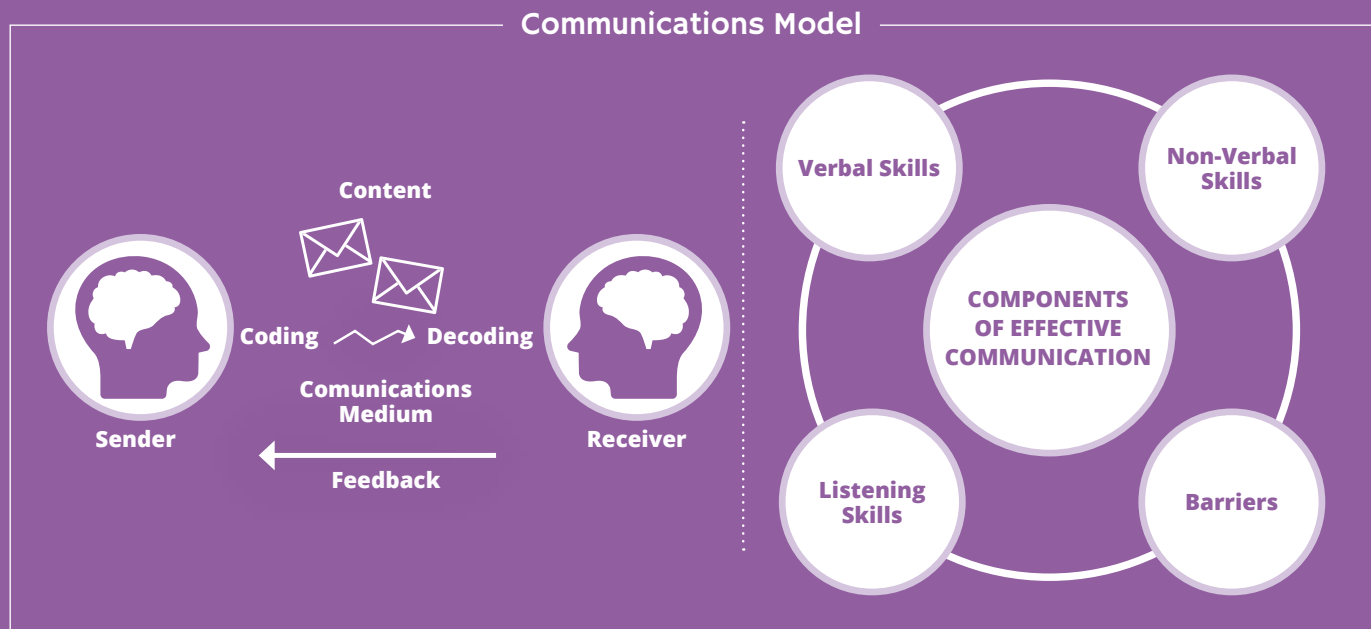 Communications Model
Content
Coding
Decoding
Comunications
Medium
Sender
Receiver
Feedback
Verbal Skills
Non-Verbal
Skills
COMPONENTS
OF EFFECTIVE
COMMUNICATION
Listening
Skills
Barriers